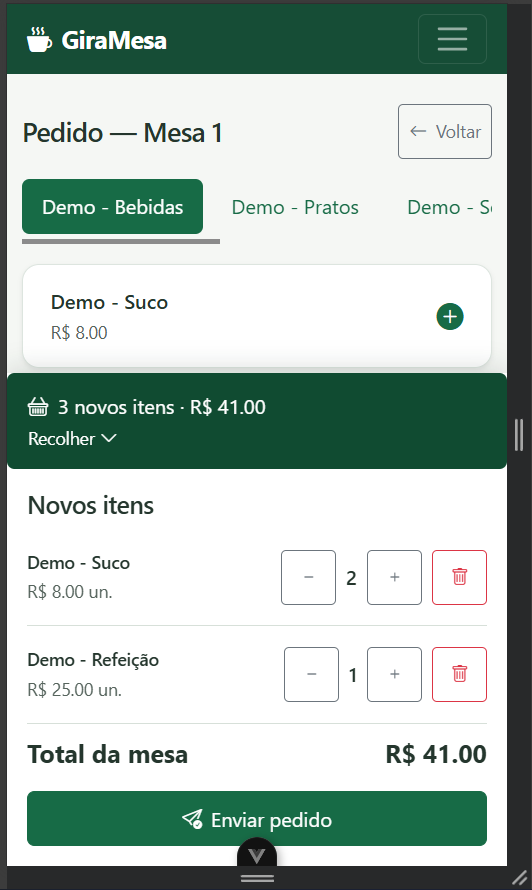 GiraMesa
Pedido — Mesa 1
Voltar
Demo - Bebidas
Demo - Pratos
Demo - S
Demo - Suco
R$ 8.00
3 novos itens · R$ 41.00
Recolher
Novos itens
Demo - Suco
R$ 8.00 un.
− 2 +
Demo - Refeição
R$ 25.00 un.
− 1 +
Total da mesa R$ 41.00
Enviar pedido